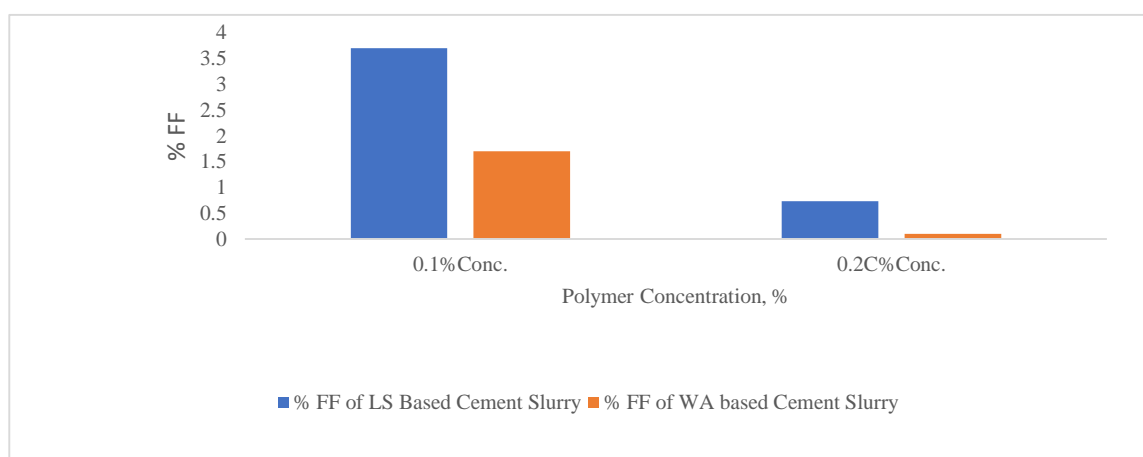 4
3.5
3
2.5
2
1.5
1
0.5
0
% FF
0.1%Conc.
0.2C%Conc.
Polymer Concentration, %
% FF of LS Based Cement Slurry
% FF of WA based Cement Slurry